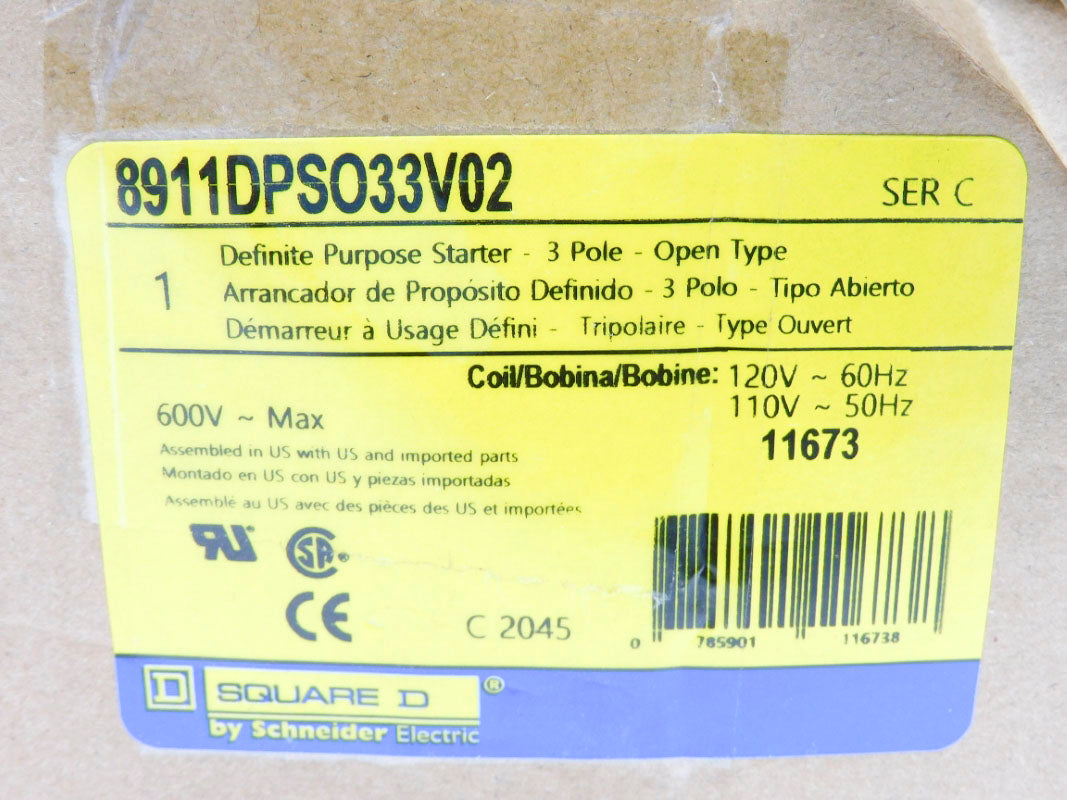 8911DPSO33V02
SER C
1
Definite Purpose Starter - 3 Pole - Open Type
Arrancador de Propósito Definido - 3 Polo - Tipo Abierto
Démarreur à Usage Défini - Tripolaire - Type Ouvert
Coil/Bobina/Bobine: 120V ~ 60Hz
110V ~ 50Hz
11673
600V ~ Max
Assembled in US with US and imported parts
Montado en US con US y piezas importadas
Assemblé au US avec des pièces des US et importées
RU
SA®
CE
C 2045
0 785901 116738
D SQUARE D ®
by Schneider Electric